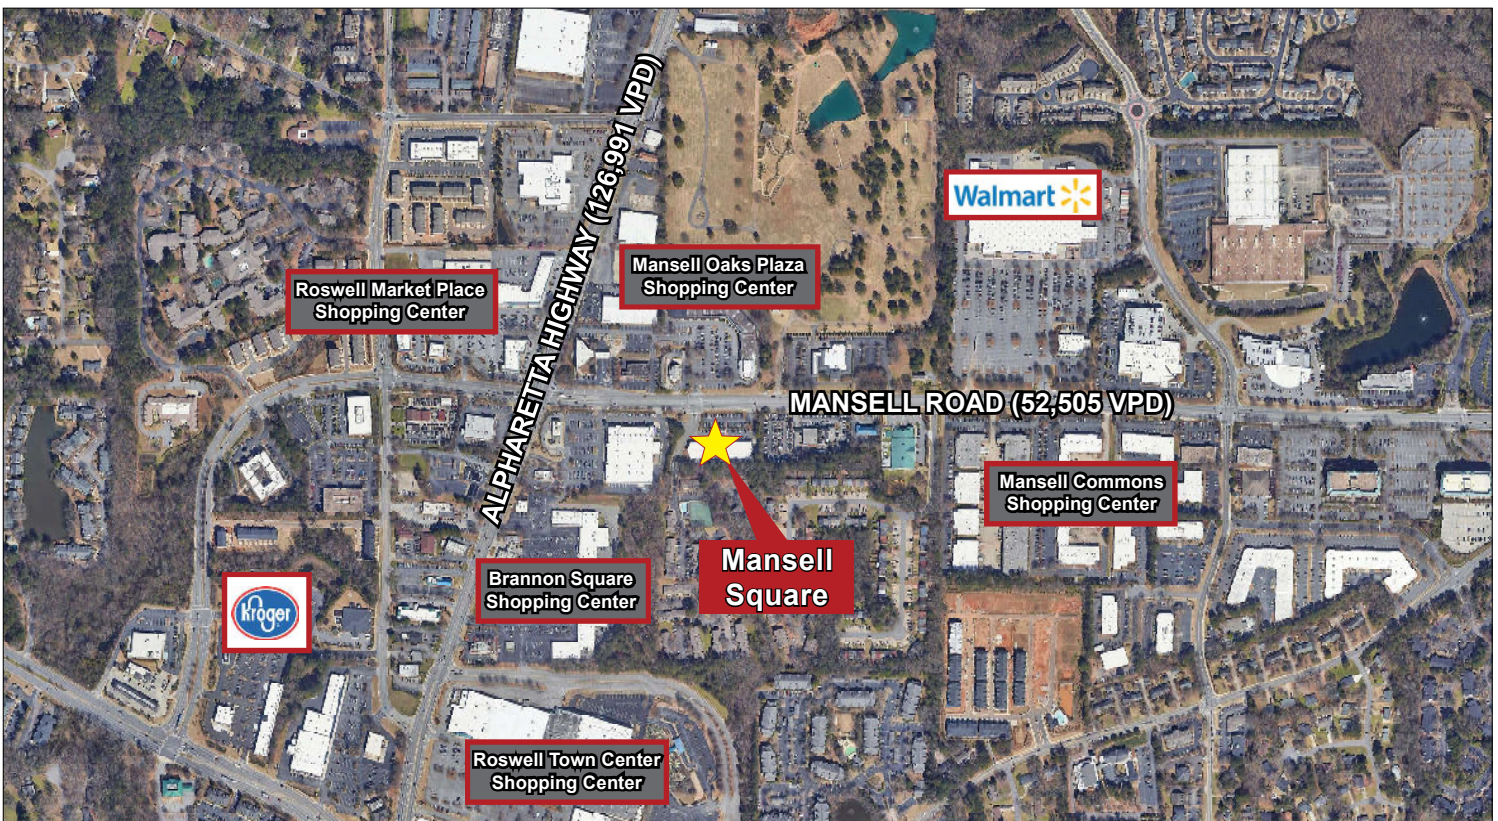 ALPHARETTA HIGHWAY (126,991 VPD)
Walmart
Mansell Oaks Plaza
Shopping Center
Roswell Market Place
Shopping Center
MANSELL ROAD (52,505 VPD)
Mansell Commons
Shopping Center
Mansell
Square
Brannon Square
Shopping Center
Kroger
Roswell Town Center
Shopping Center